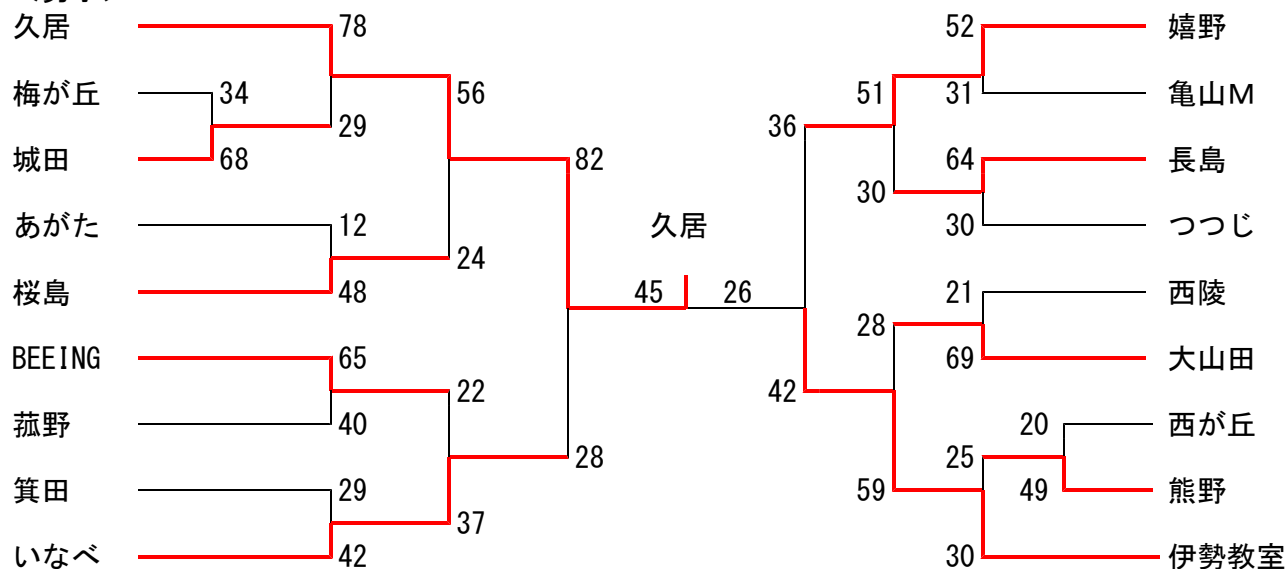 久居 78 52 嬉野
梅が丘 34 56 51 31 亀山M
29 36
城田 68 82 64 長島
30
あがた 12 久居 30 つつじ
24
桜島 48 45 26 21 西陵
28
BEEING 65 69 大山田
22 42
菰野 40 20 西が丘
28 25
箕田 29 59 49 熊野
37
いなべ 42 30 伊勢教室